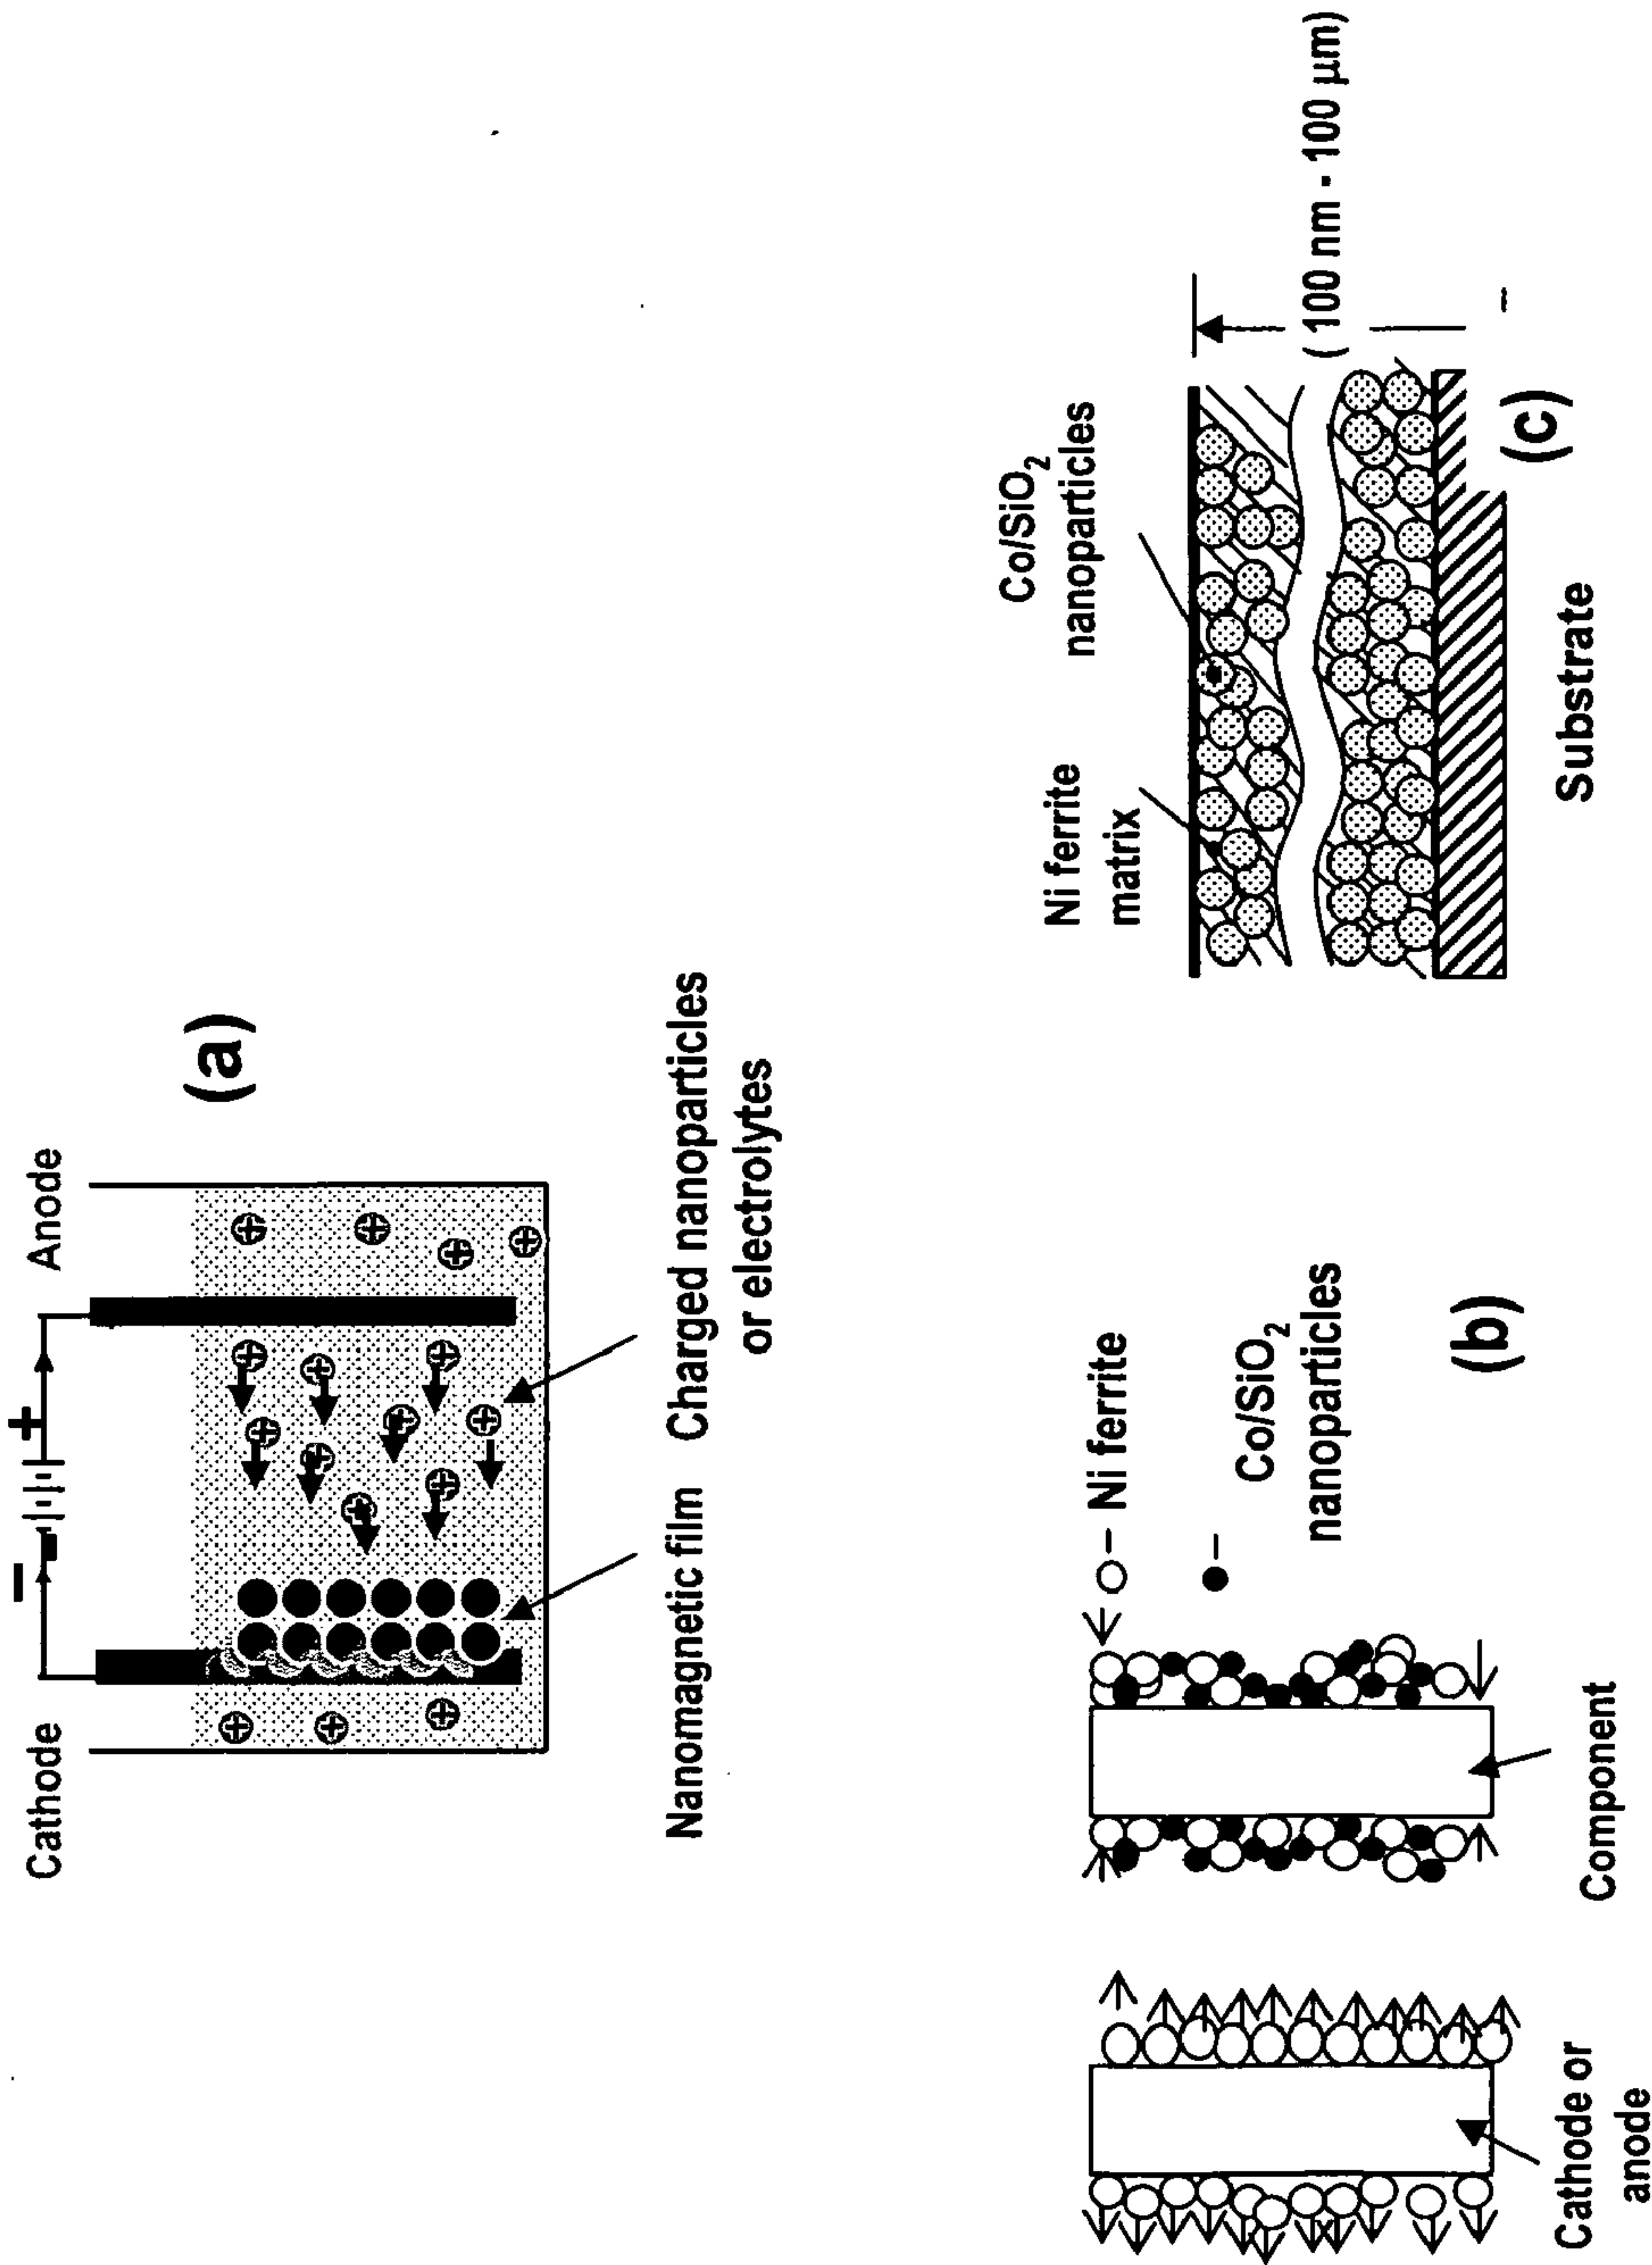 Cathode
Anode
−
+
(a)
Nanomagnetic film
Charged nanoparticles
or electrolytes
Ni ferrite
Co/SiO₂
nanoparticles
(b)
Cathode or
anode
Component
Ni ferrite
matrix
Co/SiO₂
nanoparticles
( 100 nm - 100 μm)
Substrate
(c)